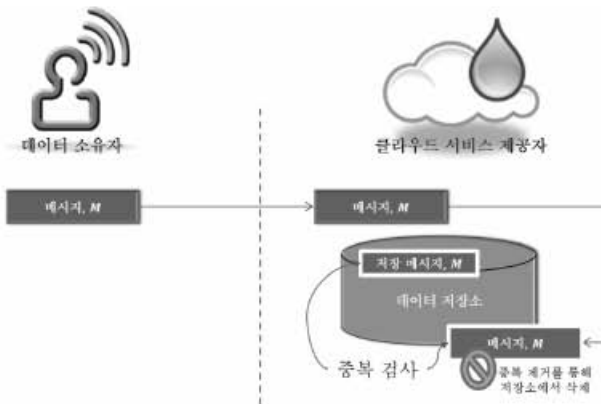 데이터 소유자
클라우드 서비스 제공자
메시지, M
메시지, M
저장 메시지, M
데이터 저장소
메시지, M
중복 검사
중복 제거를 통해
저장소에서 삭제